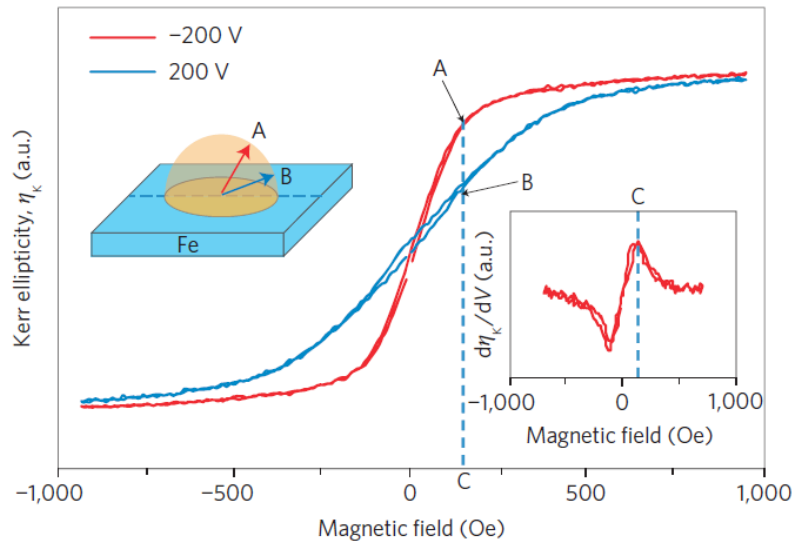 −200 V
200 V
A
B
A
B
Fe
C
Kerr ellipticity, ηK (a.u.)
dηK/dV (a.u.)
−1,000 0 1,000
Magnetic field (Oe)
−1,000 −500 0 C 500 1,000
Magnetic field (Oe)